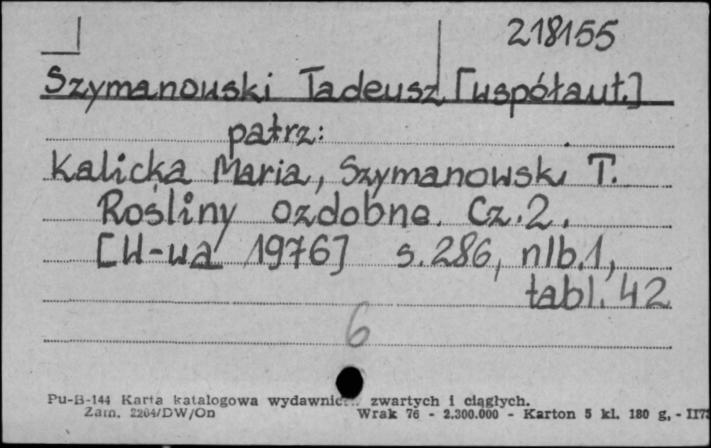 218155
Szymanowski Tadeusz [współaut.]
patrz:
Kalicka Maria, Szymanowski T.
Rośliny ozdobne. Cz. 2.
[W-wa 1976] s. 286, nlb. 1,
tabl. 42
6
Pu-B-144 Karta katalogowa wydawnic.. zwartych i ciągłych.
Zam. 2204/DW/On Wrak 76 - 2.300.000 - Karton 5 kl. 180 g. - II73